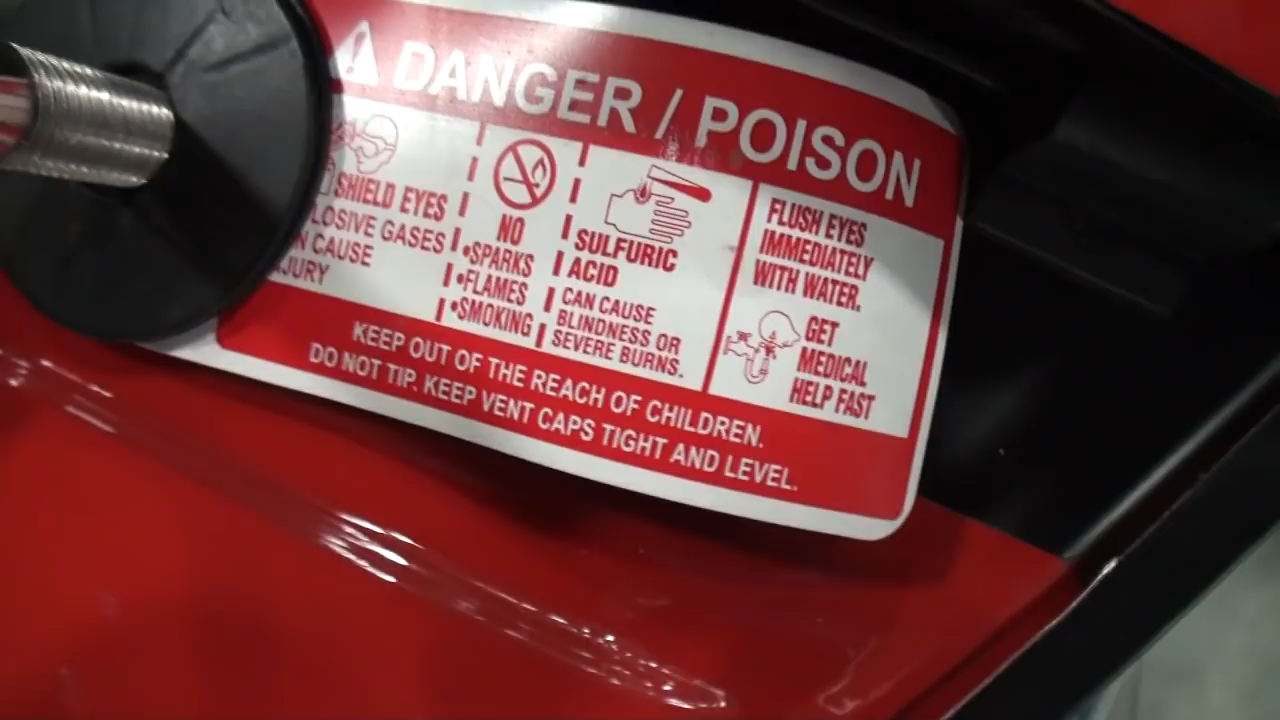 DANGER / POISON
SHIELD EYES
LOSIVE GASES
N CAUSE
JURY
NO
•SPARKS
•FLAMES
•SMOKING
SULFURIC
ACID
CAN CAUSE
BLINDNESS OR
SEVERE BURNS.
FLUSH EYES
IMMEDIATELY
WITH WATER.
GET
MEDICAL
HELP FAST
KEEP OUT OF THE REACH OF CHILDREN.
DO NOT TIP. KEEP VENT CAPS TIGHT AND LEVEL.